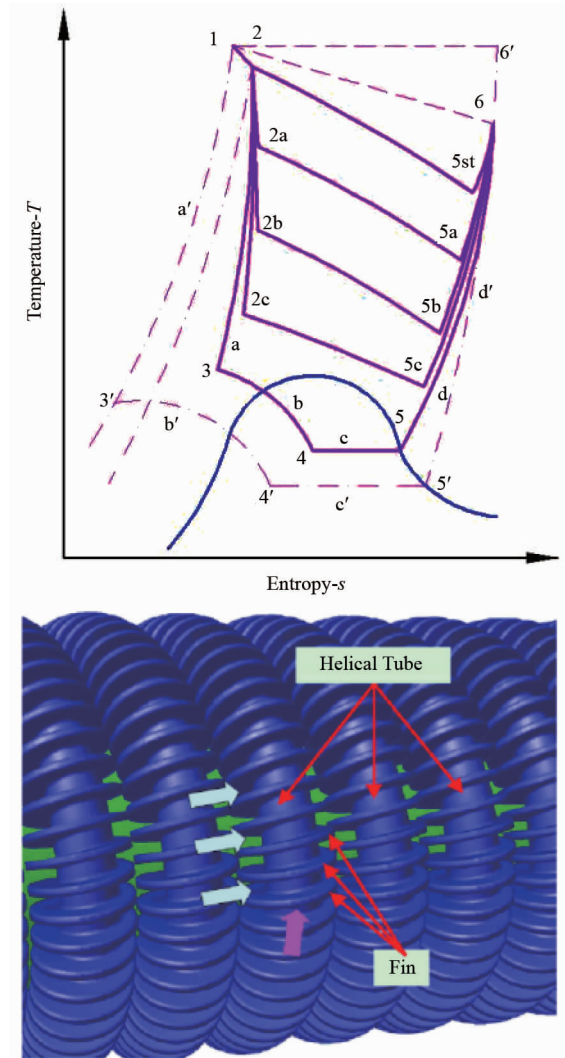 1 2 6′
6
2a 5st
a′
2b 5a
d′
2c 5b
a 5c
3 d
3′ b 5
b′
4 c
4′ c′ 5′
Temperature-T
Entropy-s
Helical Tube
Fin